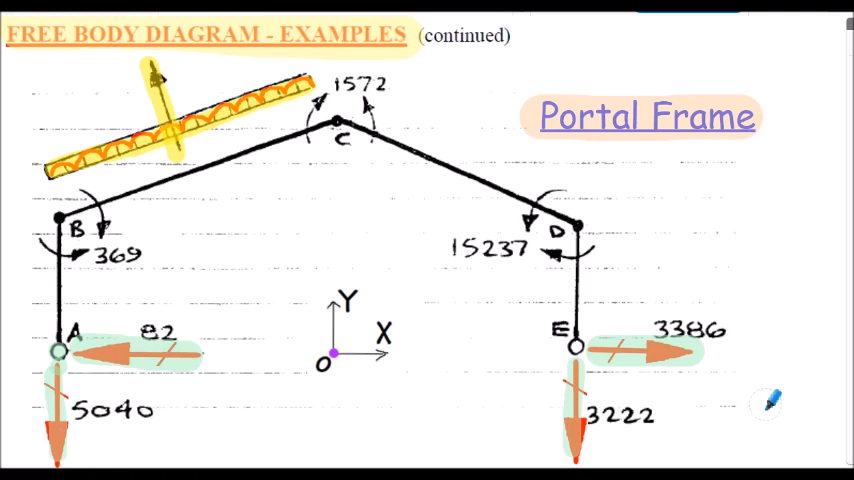 FREE BODY DIAGRAM - EXAMPLES (continued)
1572
Portal Frame
C
B
D
369
15237
Y
A
82
X
E
3386
O
5040
3222